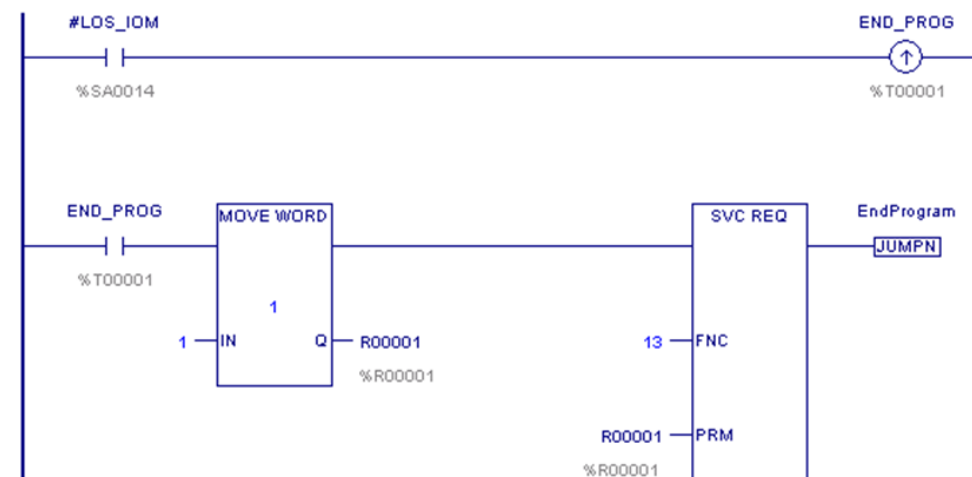 #LOS_IOM END_PROG
%SA0014 %T00001
END_PROG MOVE WORD SVC REQ EndProgram
JUMPN
%T00001
1
1 IN Q R00001 13 FNC
%R00001
R00001 PRM
%R00001